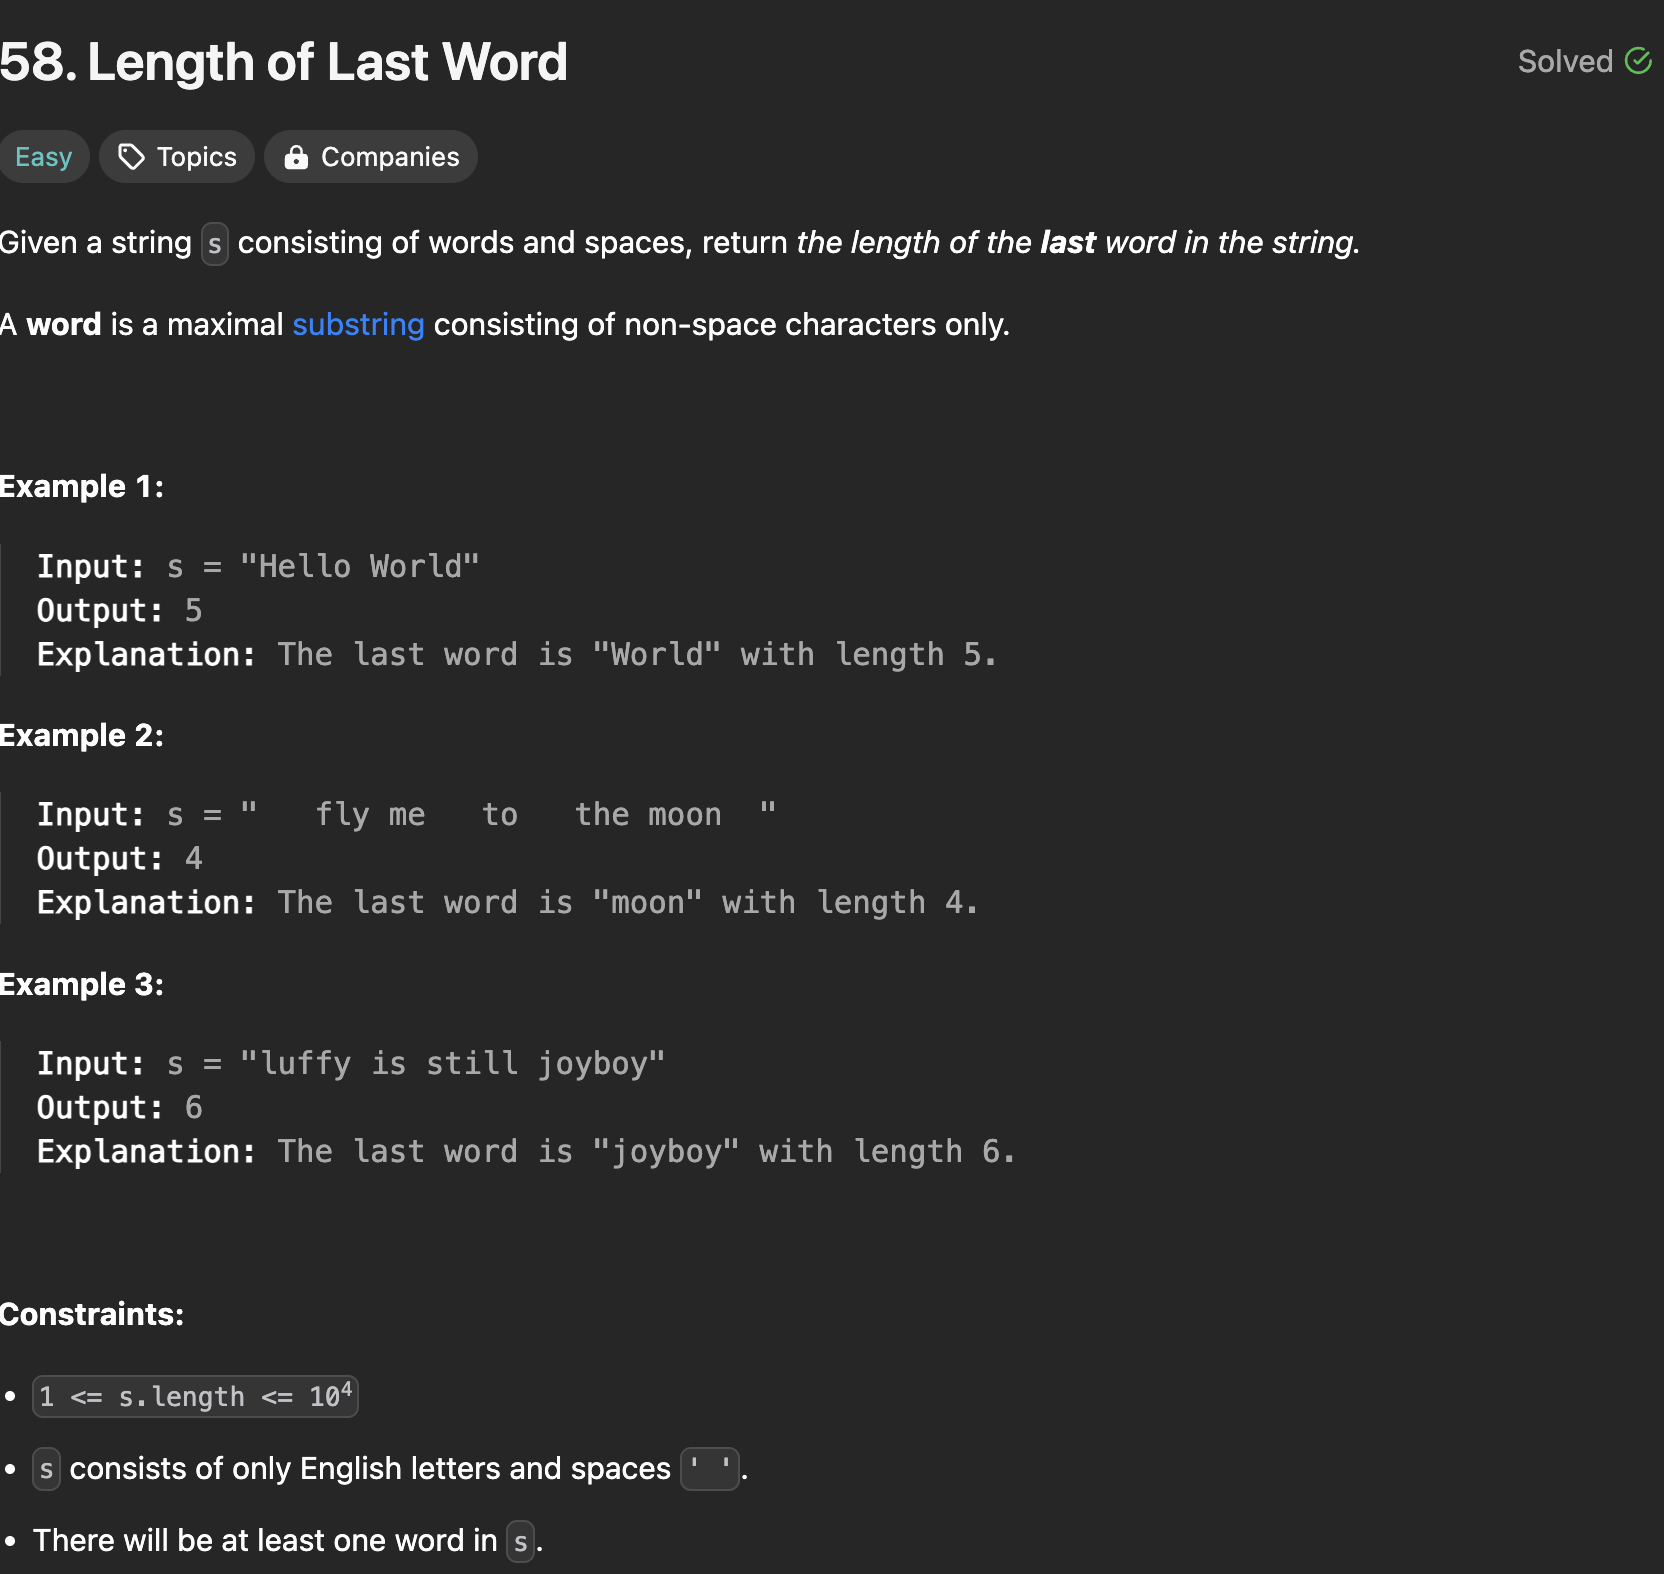 58. Length of Last Word
Solved
Easy
Topics
Companies
Given a string s consisting of words and spaces, return the length of the last word in the string.
A word is a maximal substring consisting of non-space characters only.
Example 1:
Input: s = "Hello World"
Output: 5
Explanation: The last word is "World" with length 5.
Example 2:
Input: s = "   fly me   to   the moon  "
Output: 4
Explanation: The last word is "moon" with length 4.
Example 3:
Input: s = "luffy is still joyboy"
Output: 6
Explanation: The last word is "joyboy" with length 6.
Constraints:
• 1 <= s.length <= 10⁴
• s consists of only English letters and spaces ' '.
• There will be at least one word in s.